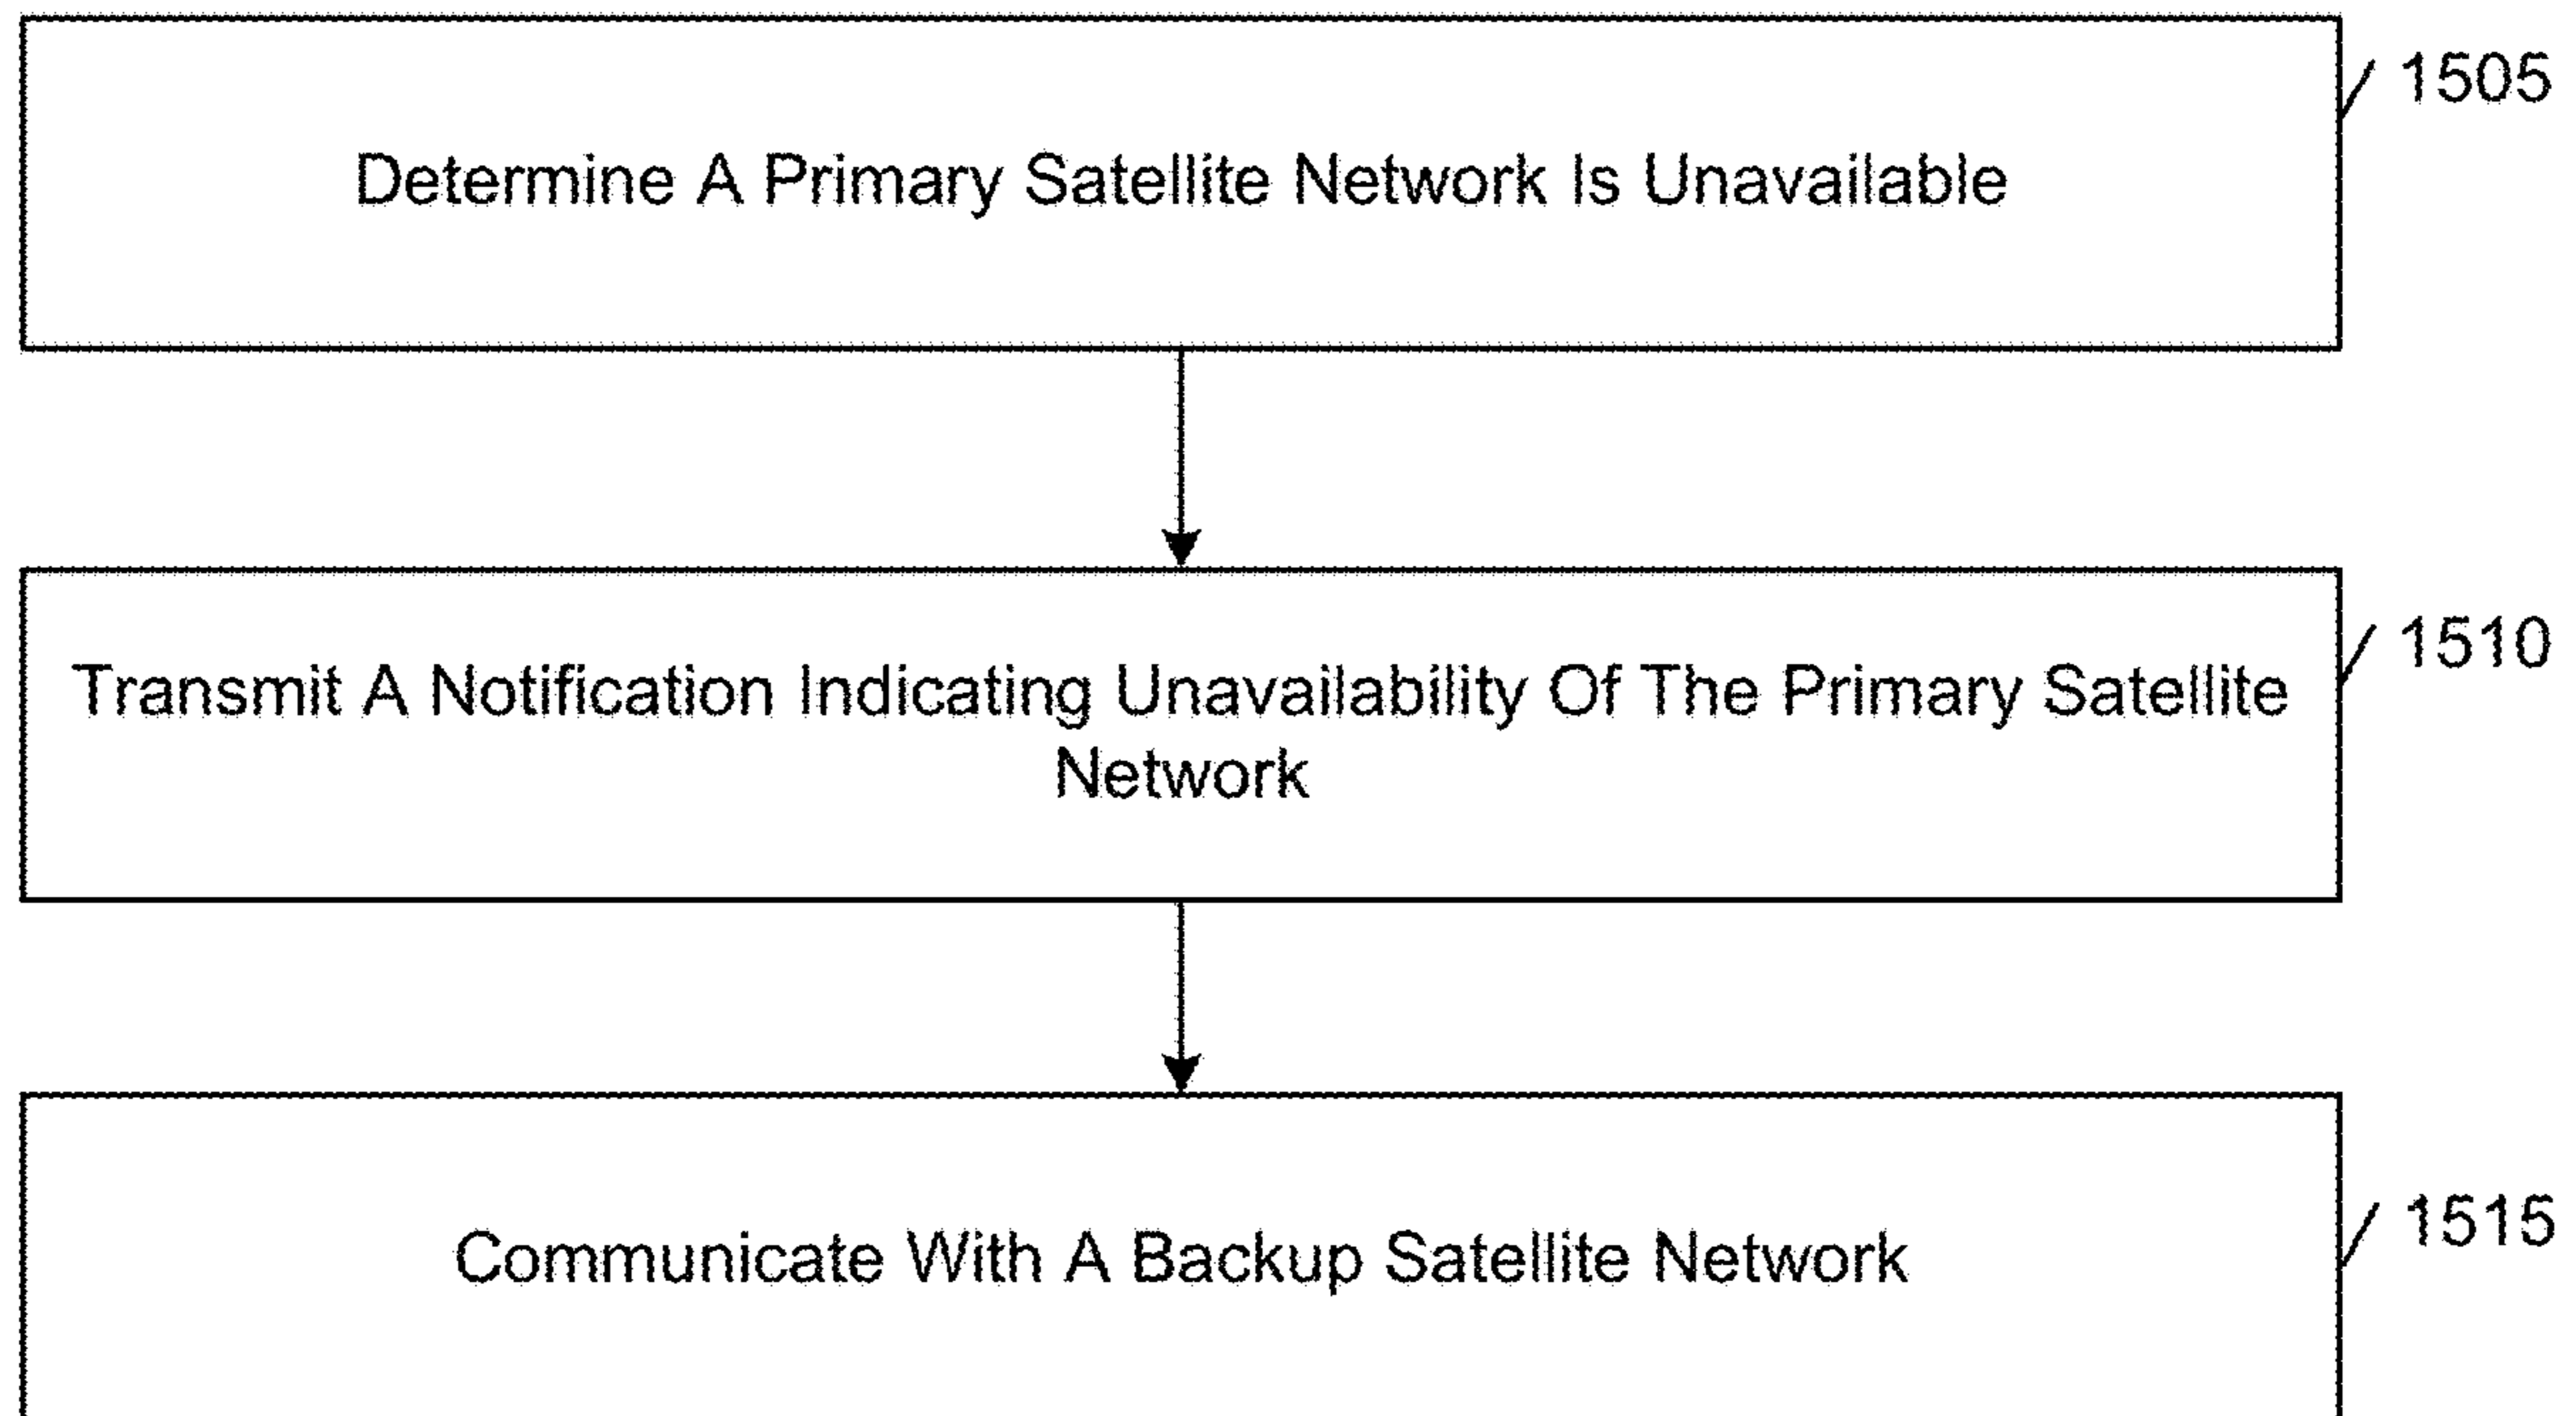 1505
Determine A Primary Satellite Network Is Unavailable
1510
Transmit A Notification Indicating Unavailability Of The Primary Satellite
Network
1515
Communicate With A Backup Satellite Network